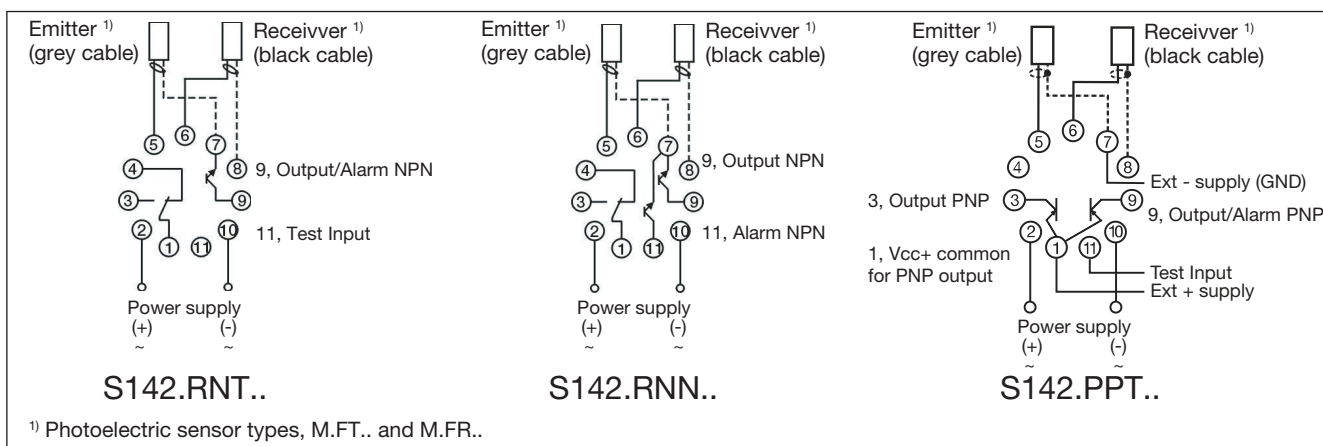 Emitter 1)
(grey cable)
Receivver 1)
(black cable)
5
6
7
8
4
9, Output/Alarm NPN
3
9
2
1
11
10
11, Test Input
Power supply
(+)
(-)
~
~
S142.RNT..
Emitter 1)
(grey cable)
Receivver 1)
(black cable)
5
6
7
8
9, Output NPN
4
3
9
2
1
11
10
11, Alarm NPN
Power supply
(+)
(-)
~
~
S142.RNN..
Emitter 1)
(grey cable)
Receivver 1)
(black cable)
5
6
7
8
4
Ext - supply (GND)
3, Output PNP
3
9
9, Output/Alarm PNP
2
1
11
10
1, Vcc+ common
for PNP output
Test Input
Ext + supply
Power supply
(+)
(-)
~
~
S142.PPT..
1) Photoelectric sensor types, M.FT.. and M.FR..